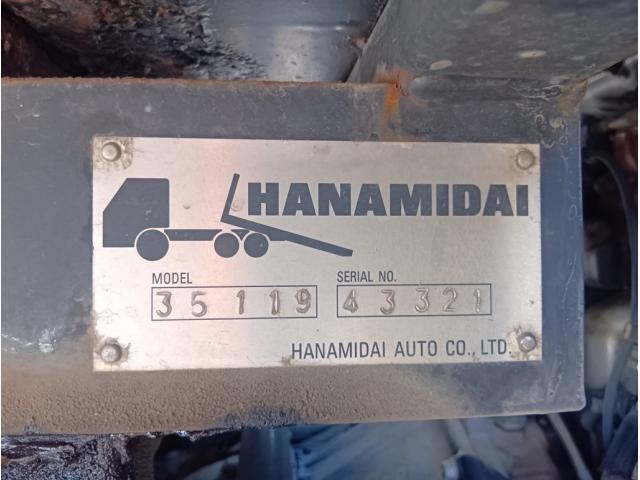 HANAMIDAI
MODEL
35119
SERIAL NO.
43321
HANAMIDAI AUTO CO., LTD.